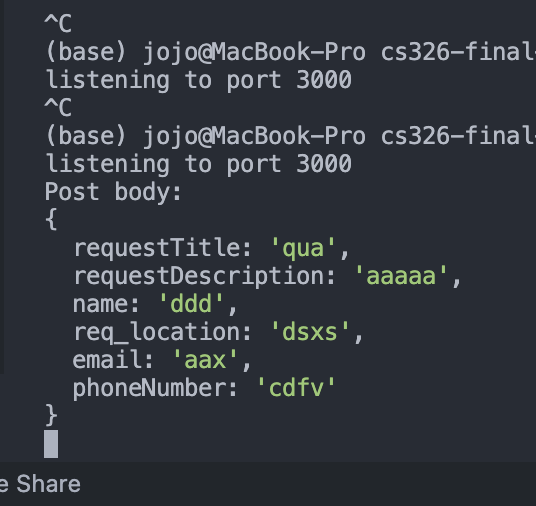 ^C
(base) jojo@MacBook-Pro cs326-final-
listening to port 3000
^C
(base) jojo@MacBook-Pro cs326-final-
listening to port 3000
Post body:
{
  requestTitle: 'qua',
  requestDescription: 'aaaaa',
  name: 'ddd',
  req_location: 'dsxs',
  email: 'aax',
  phoneNumber: 'cdfv'
}
e Share